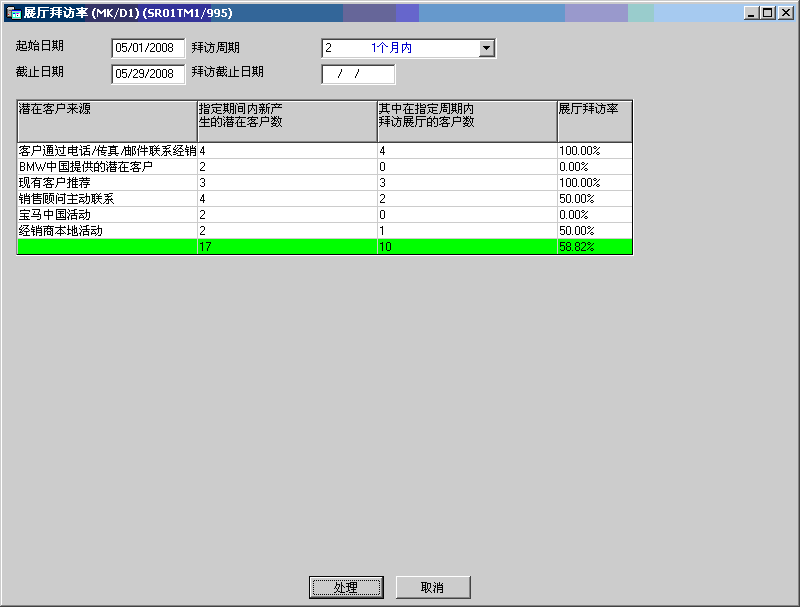 展厅拜访率 (MK/D1) (SR01TM1/995)
起始日期 05/01/2008 拜访周期 2 1个月内
截止日期 05/29/2008 拜访截止日期 / /
潜在客户来源 指定期间内新产生的潜在客户数 其中在指定周期内拜访展厅的客户数 展厅拜访率
客户通过电话/传真/邮件联系经销 4 4 100.00%
BMW中国提供的潜在客户 2 0 0.00%
现有客户推荐 3 3 100.00%
销售顾问主动联系 4 2 50.00%
宝马中国活动 2 0 0.00%
经销商本地活动 2 1 50.00%
17 10 58.82%
处理 取消